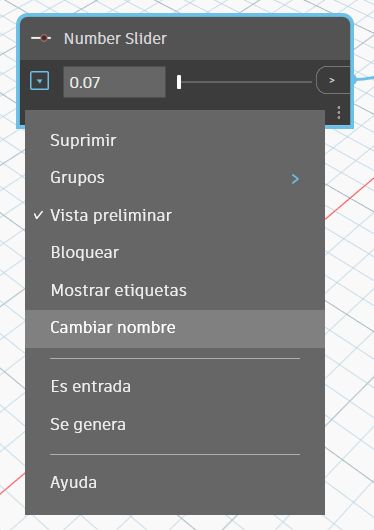 Number Slider
0.07
>
Suprimir
Grupos >
✓ Vista preliminar
Bloquear
Mostrar etiquetas
Cambiar nombre
Es entrada
Se genera
Ayuda